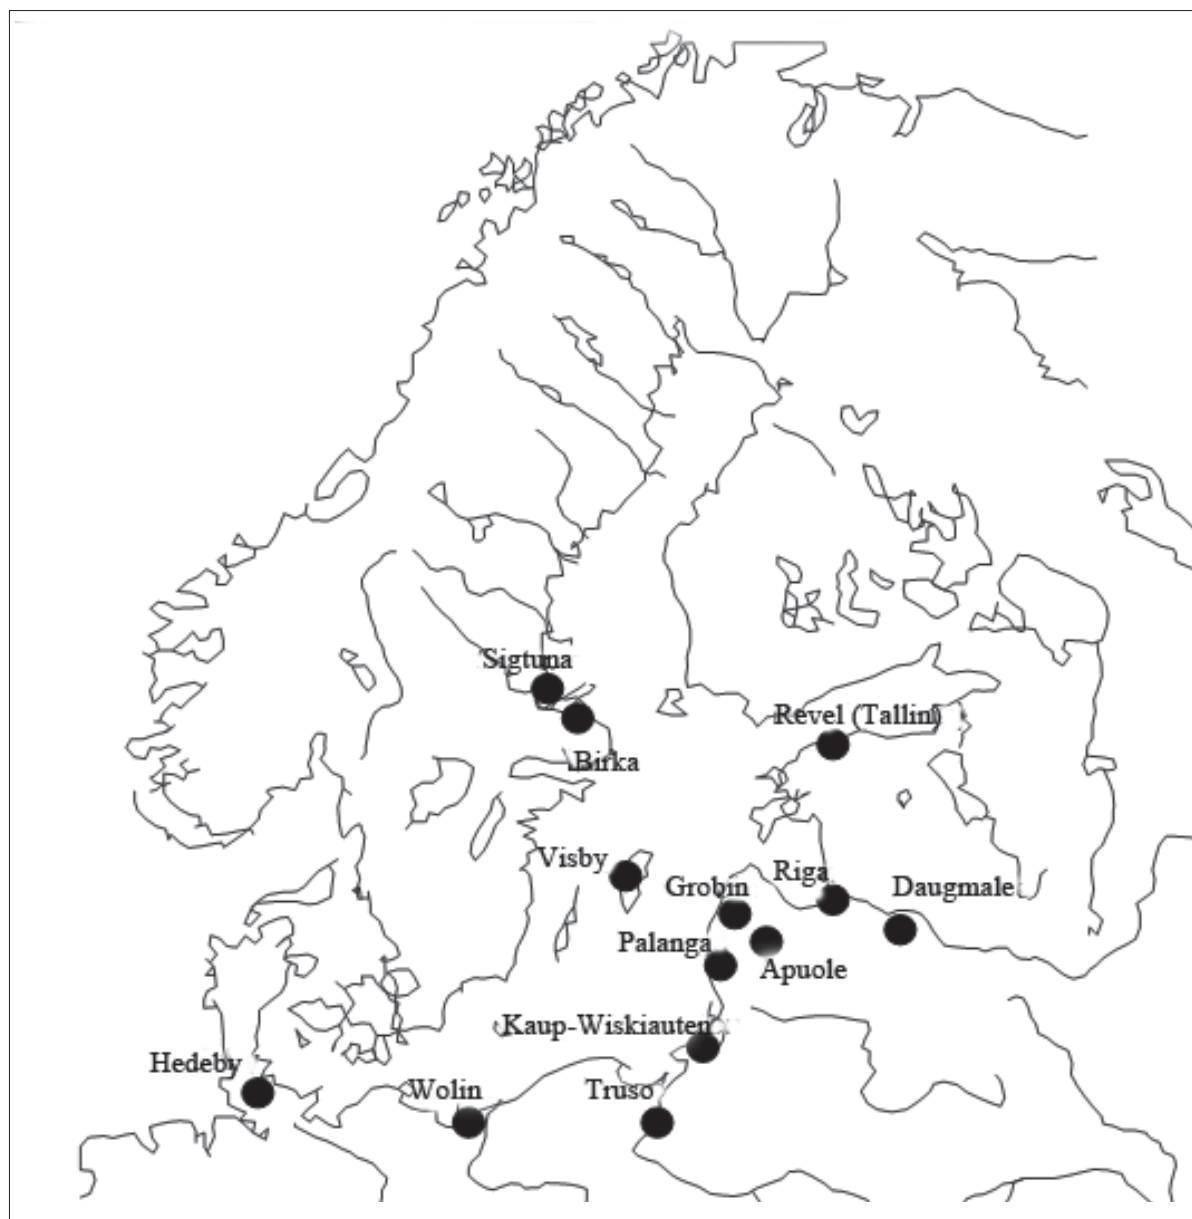 Sigtuna
Revel (Tallin)
Birka
Visby
Riga
Grobin
Daugmale
Palanga
Apuole
Kaup-Wiskiauten
Hedeby
Wolin
Truso